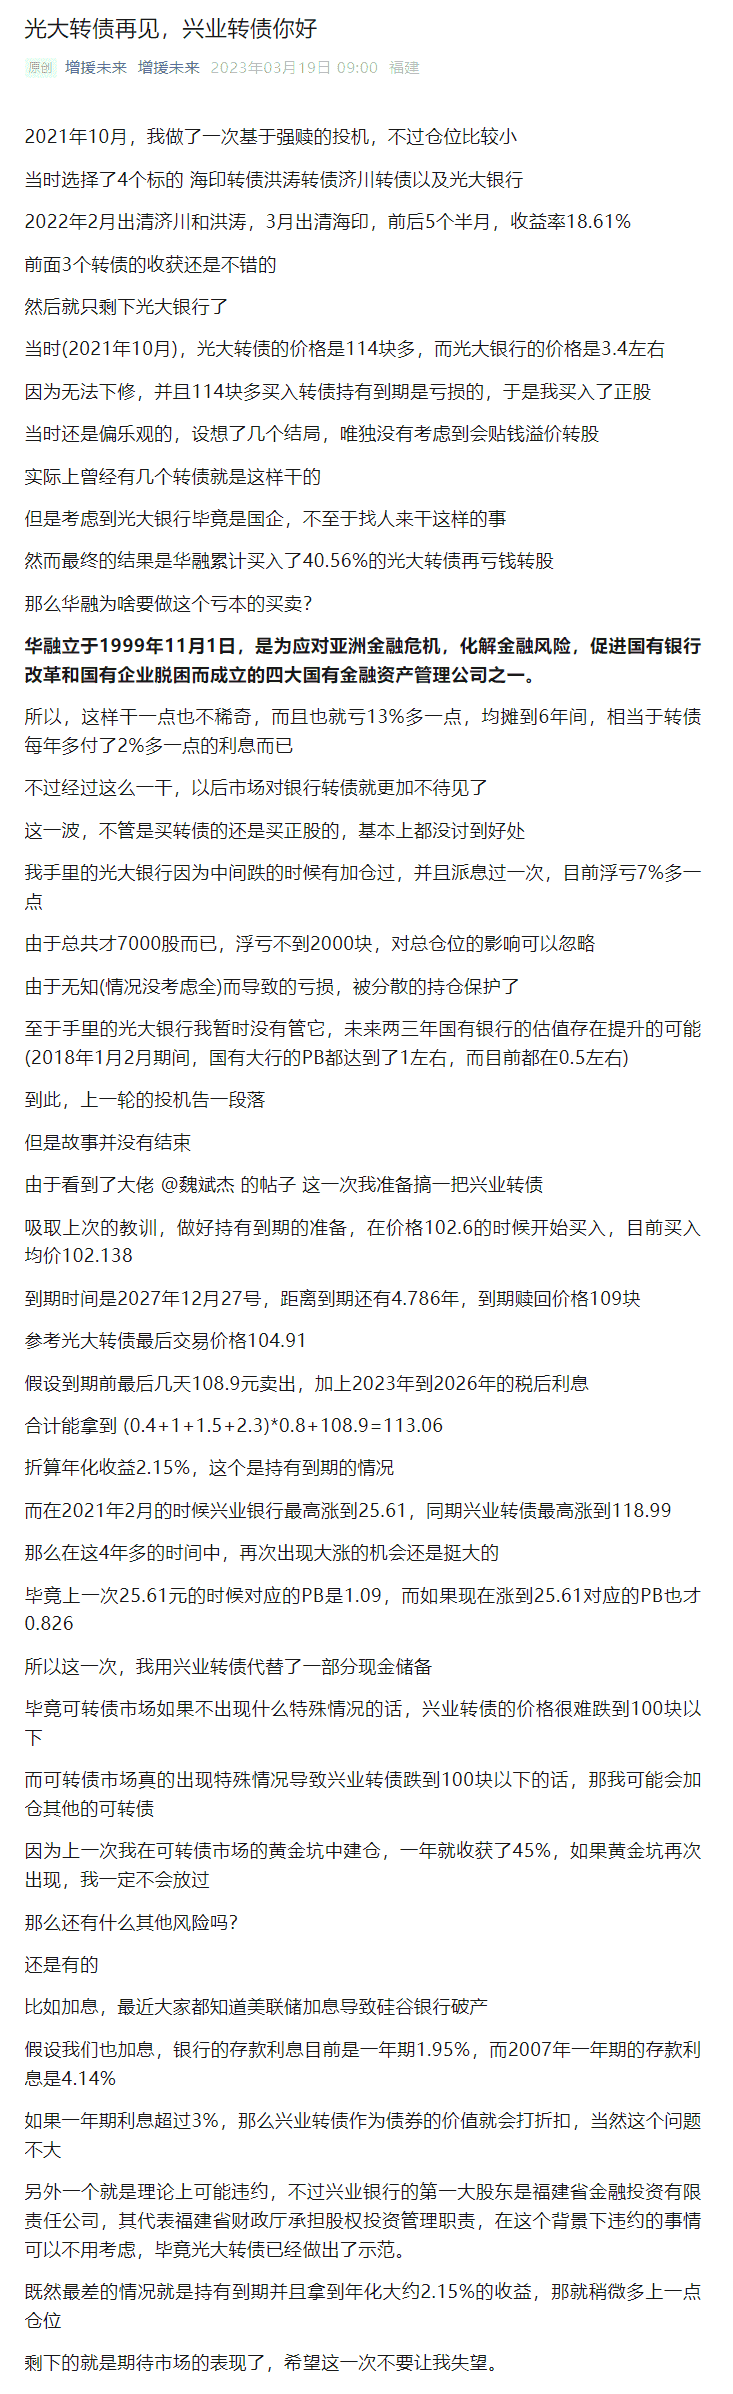 光大转债再见，兴业转债你好
原创 增援未来 增援未来 2023年03月19日 09:00 福建
2021年10月，我做了一次基于强赎的投机，不过仓位比较小
当时选择了4个标的 海印转债洪涛转债济川转债以及光大银行
2022年2月出清济川和洪涛，3月出清海印，前后5个半月，收益率18.61%
前面3个转债的收获还是不错的
然后就只剩下光大银行了
当时(2021年10月)，光大转债的价格是114块多，而光大银行的价格是3.4左右
因为无法下修，并且114块多买入转债持有到期是亏损的，于是我买入了正股
当时还是偏乐观的，设想了几个结局，唯独没有考虑到会贴钱溢价转股
实际上曾经有几个转债就是这样干的
但是考虑到光大银行毕竟是国企，不至于找人来干这样的事
然而最终的结果是华融累计买入了40.56%的光大转债再亏钱转股
那么华融为啥要做这个亏本的买卖？
华融立于1999年11月1日，是为应对亚洲金融危机，化解金融风险，促进国有银行
改革和国有企业脱困而成立的四大国有金融资产管理公司之一。
所以，这样干一点也不稀奇，而且也就亏13%多一点，均摊到6年间，相当于转债
每年多付了2%多一点的利息而已
不过经过这么一干，以后市场对银行转债就更加不待见了
这一波，不管是买转债的还是买正股的，基本上都没讨到好处
我手里的光大银行因为中间跌的时候有加仓过，并且派息过一次，目前浮亏7%多一
点
由于总共才7000股而已，浮亏不到2000块，对总仓位的影响可以忽略
由于无知(情况没考虑全)而导致的亏损，被分散的持仓保护了
至于手里的光大银行我暂时没有管它，未来两三年国有银行的估值存在提升的可能
(2018年1月2月期间，国有大行的PB都达到了1左右，而目前都在0.5左右)
到此，上一轮的投机告一段落
但是故事并没有结束
由于看到了大佬 @魏斌杰 的帖子 这一次我准备搞一把兴业转债
吸取上次的教训，做好持有到期的准备，在价格102.6的时候开始买入，目前买入
均价102.138
到期时间是2027年12月27号，距离到期还有4.786年，到期赎回价格109块
参考光大转债最后交易价格104.91
假设到期前最后几天108.9元卖出，加上2023年到2026年的税后利息
合计能拿到 (0.4+1+1.5+2.3)*0.8+108.9=113.06
折算年化收益2.15%，这个是持有到期的情况
而在2021年2月的时候兴业银行最高涨到25.61，同期兴业转债最高涨到118.99
那么在这4年多的时间中，再次出现大涨的机会还是挺大的
毕竟上一次25.61元的时候对应的PB是1.09，而如果现在涨到25.61对应的PB也才
0.826
所以这一次，我用兴业转债代替了一部分现金储备
毕竟可转债市场如果不出现什么特殊情况的话，兴业转债的价格很难跌到100块以
下
而可转债市场真的出现特殊情况导致兴业转债跌到100块以下的话，那我可能会加
仓其他的可转债
因为上一次我在可转债市场的黄金坑中建仓，一年就收获了45%，如果黄金坑再次
出现，我一定不会放过
那么还有什么其他风险吗？
还是有的
比如加息，最近大家都知道美联储加息导致硅谷银行破产
假设我们也加息，银行的存款利息目前是一年期1.95%，而2007年一年期的存款利
息是4.14%
如果一年期利息超过3%，那么兴业转债作为债券的价值就会打折扣，当然这个问题
不大
另外一个就是理论上可能违约，不过兴业银行的第一大股东是福建省金融投资有限
责任公司，其代表福建省财政厅承担股权投资管理职责，在这个背景下违约的事情
可以不用考虑，毕竟光大转债已经做出了示范。
既然最差的情况就是持有到期并且拿到年化大约2.15%的收益，那就稍微多上一点
仓位
剩下的就是期待市场的表现了，希望这一次不要让我失望。